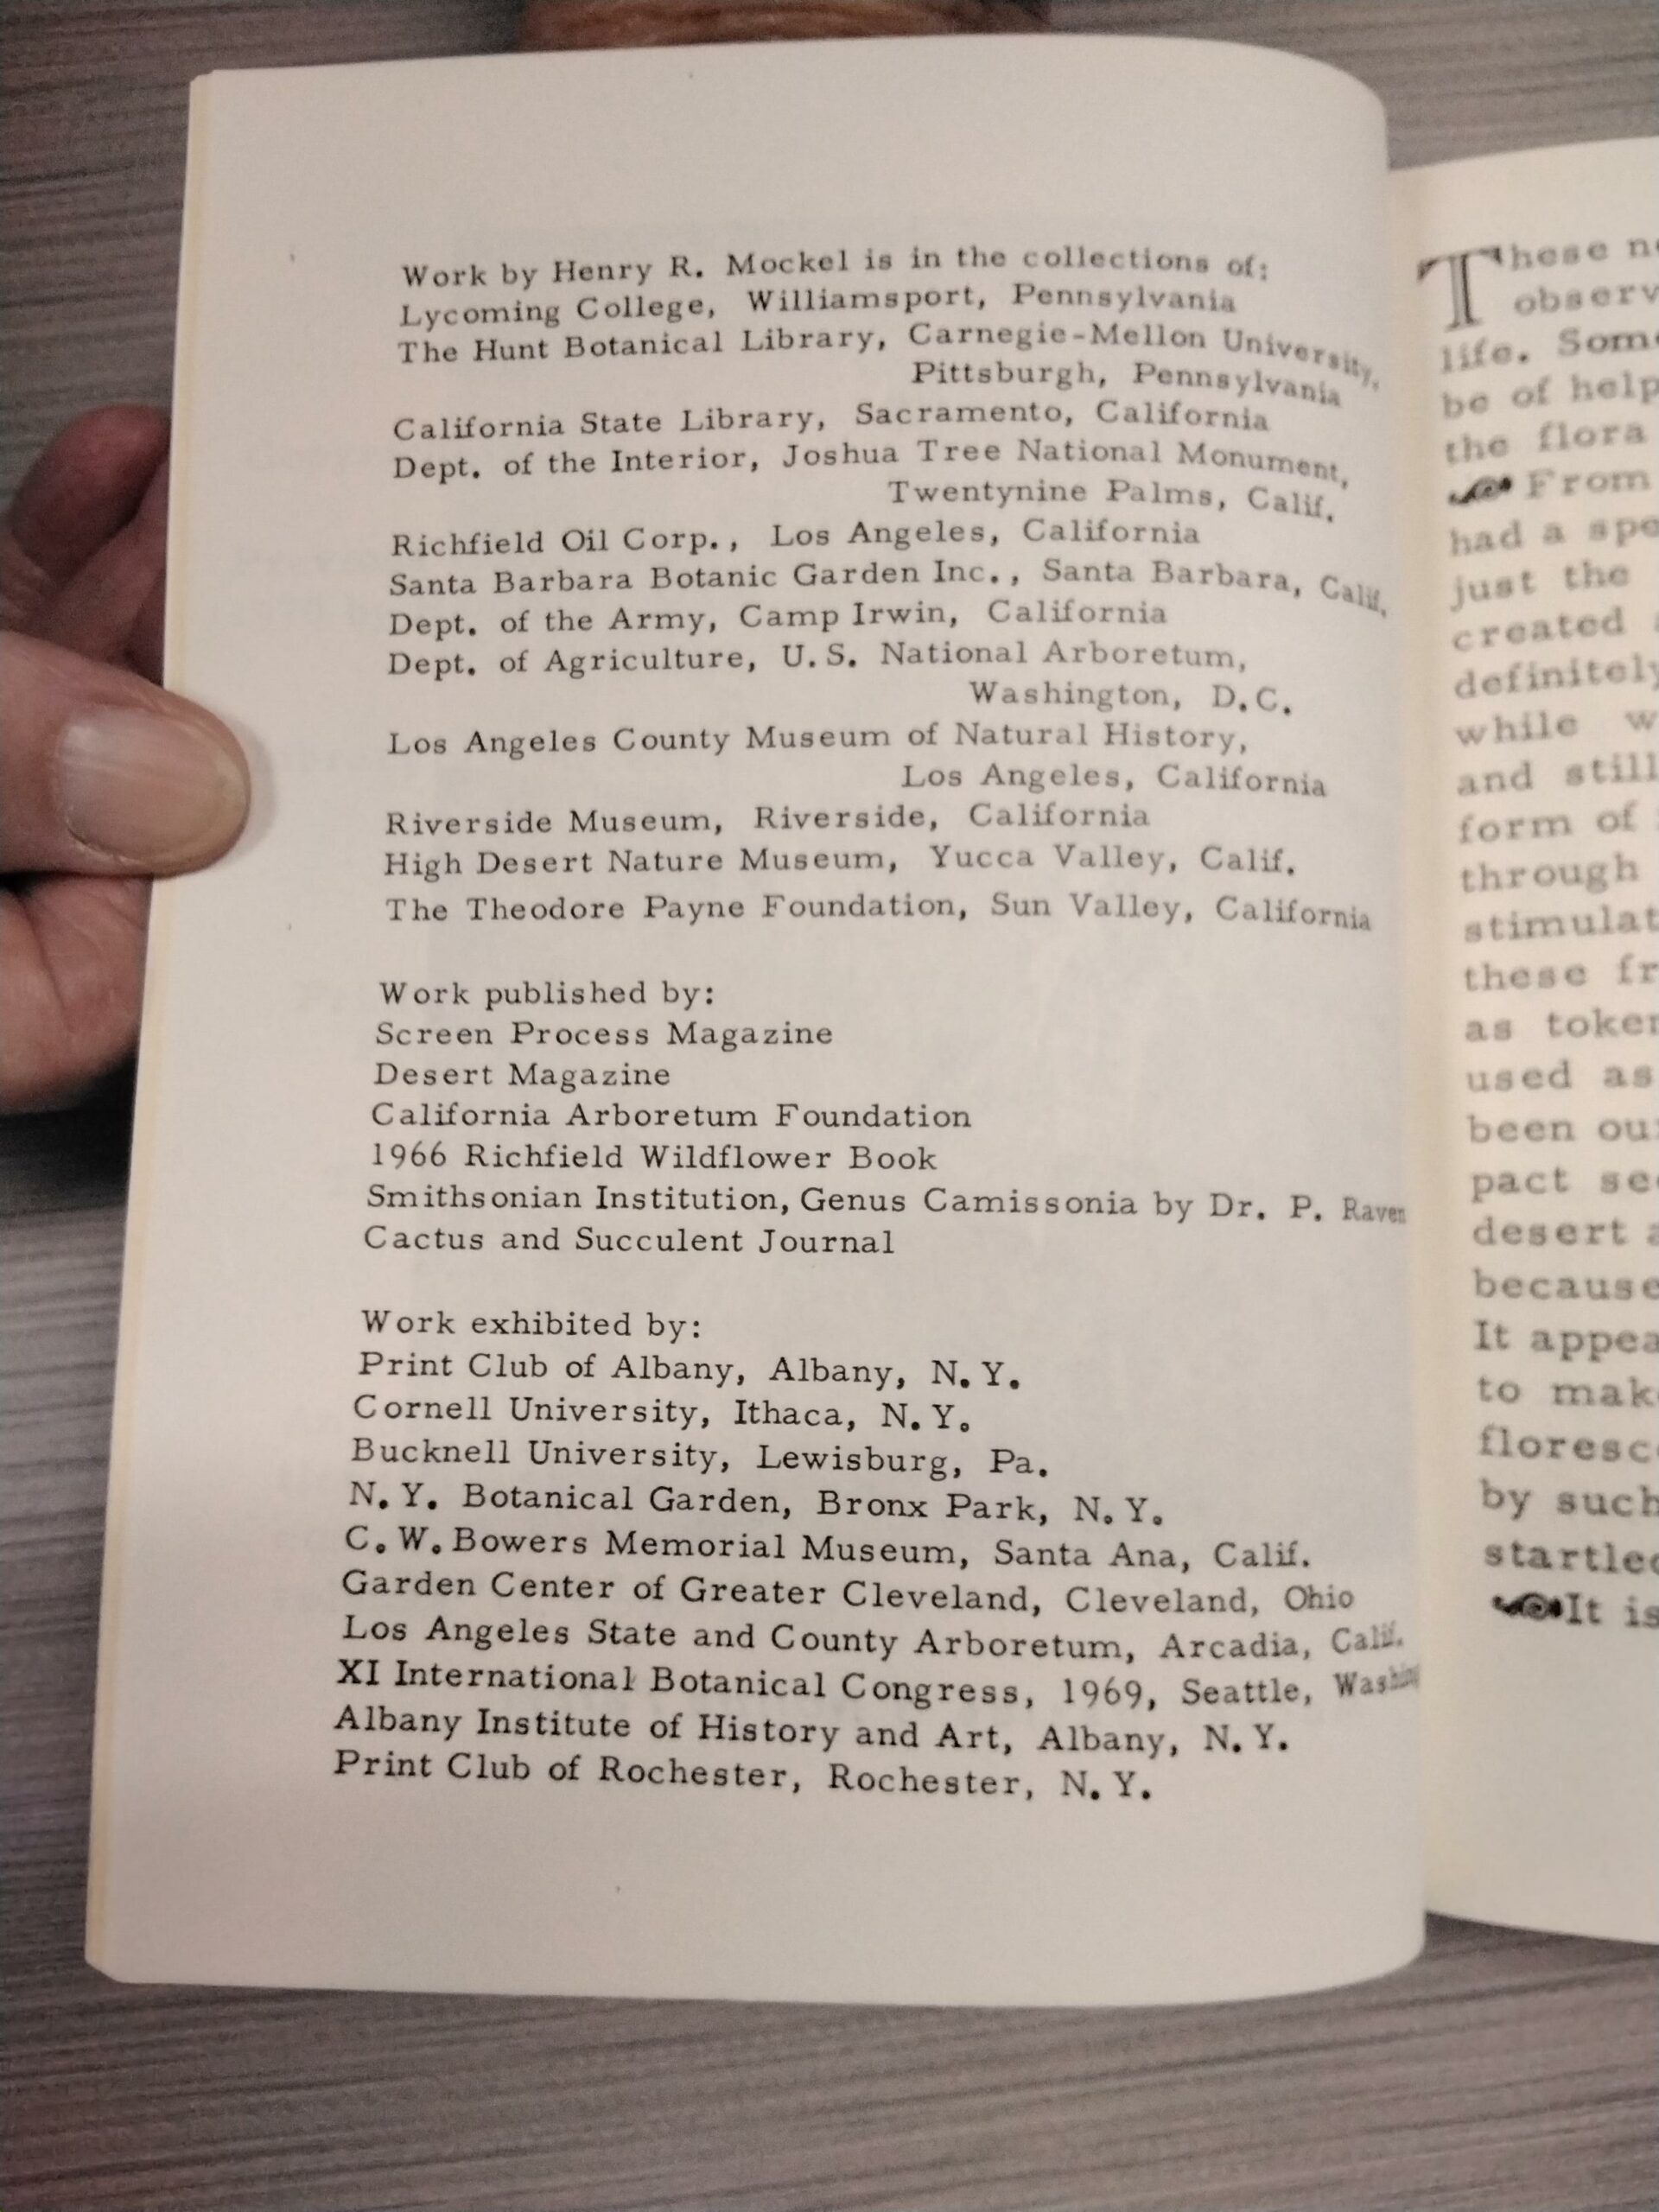 Work by Henry R. Mockel is in the collections of:
Lycoming College, Williamsport, Pennsylvania
The Hunt Botanical Library, Carnegie-Mellon University,
Pittsburgh, Pennsylvania
California State Library, Sacramento, California
Dept. of the Interior, Joshua Tree National Monument,
Twentynine Palms, Calif.
Richfield Oil Corp., Los Angeles, California
Santa Barbara Botanic Garden Inc., Santa Barbara, Calif.
Dept. of the Army, Camp Irwin, California
Dept. of Agriculture, U.S. National Arboretum,
Washington, D.C.
Los Angeles County Museum of Natural History,
Los Angeles, California
Riverside Museum, Riverside, California
High Desert Nature Museum, Yucca Valley, Calif.
The Theodore Payne Foundation, Sun Valley, California
Work published by:
Screen Process Magazine
Desert Magazine
California Arboretum Foundation
1966 Richfield Wildflower Book
Smithsonian Institution, Genus Camissonia by Dr. P. Raven
Cactus and Succulent Journal
Work exhibited by:
Print Club of Albany, Albany, N.Y.
Cornell University, Ithaca, N.Y.
Bucknell University, Lewisburg, Pa.
N.Y. Botanical Garden, Bronx Park, N.Y.
C.W. Bowers Memorial Museum, Santa Ana, Calif.
Garden Center of Greater Cleveland, Cleveland, Ohio
Los Angeles State and County Arboretum, Arcadia, Calif.
XI International Botanical Congress, 1969, Seattle,
Albany Institute of History and Art, Albany, N.Y.
Print Club of Rochester, Rochester, N.Y.
These
life.
be of help
the flora
From
had a
just the
created
definitely
while
and still
form of
through
these
as
used as
been
pact
desert
because
It
to
by such
It is